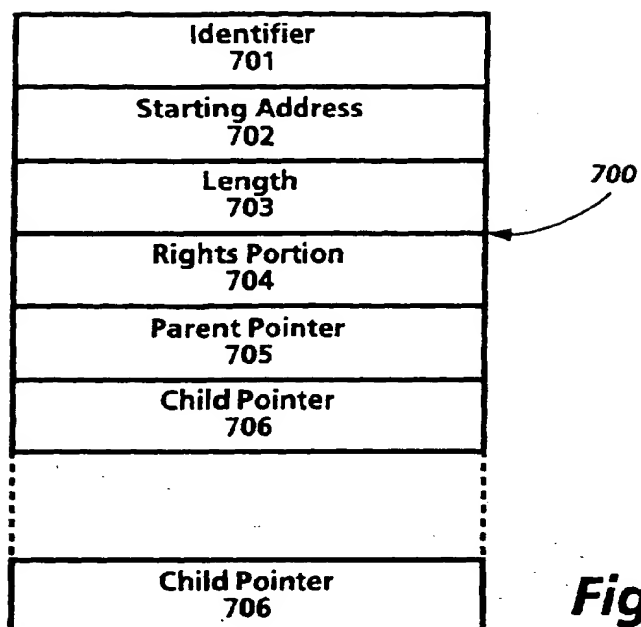 Identifier
701
Starting Address
702
Length
703
700
Rights Portion
704
Parent Pointer
705
Child Pointer
706
Child Pointer
706
Fig